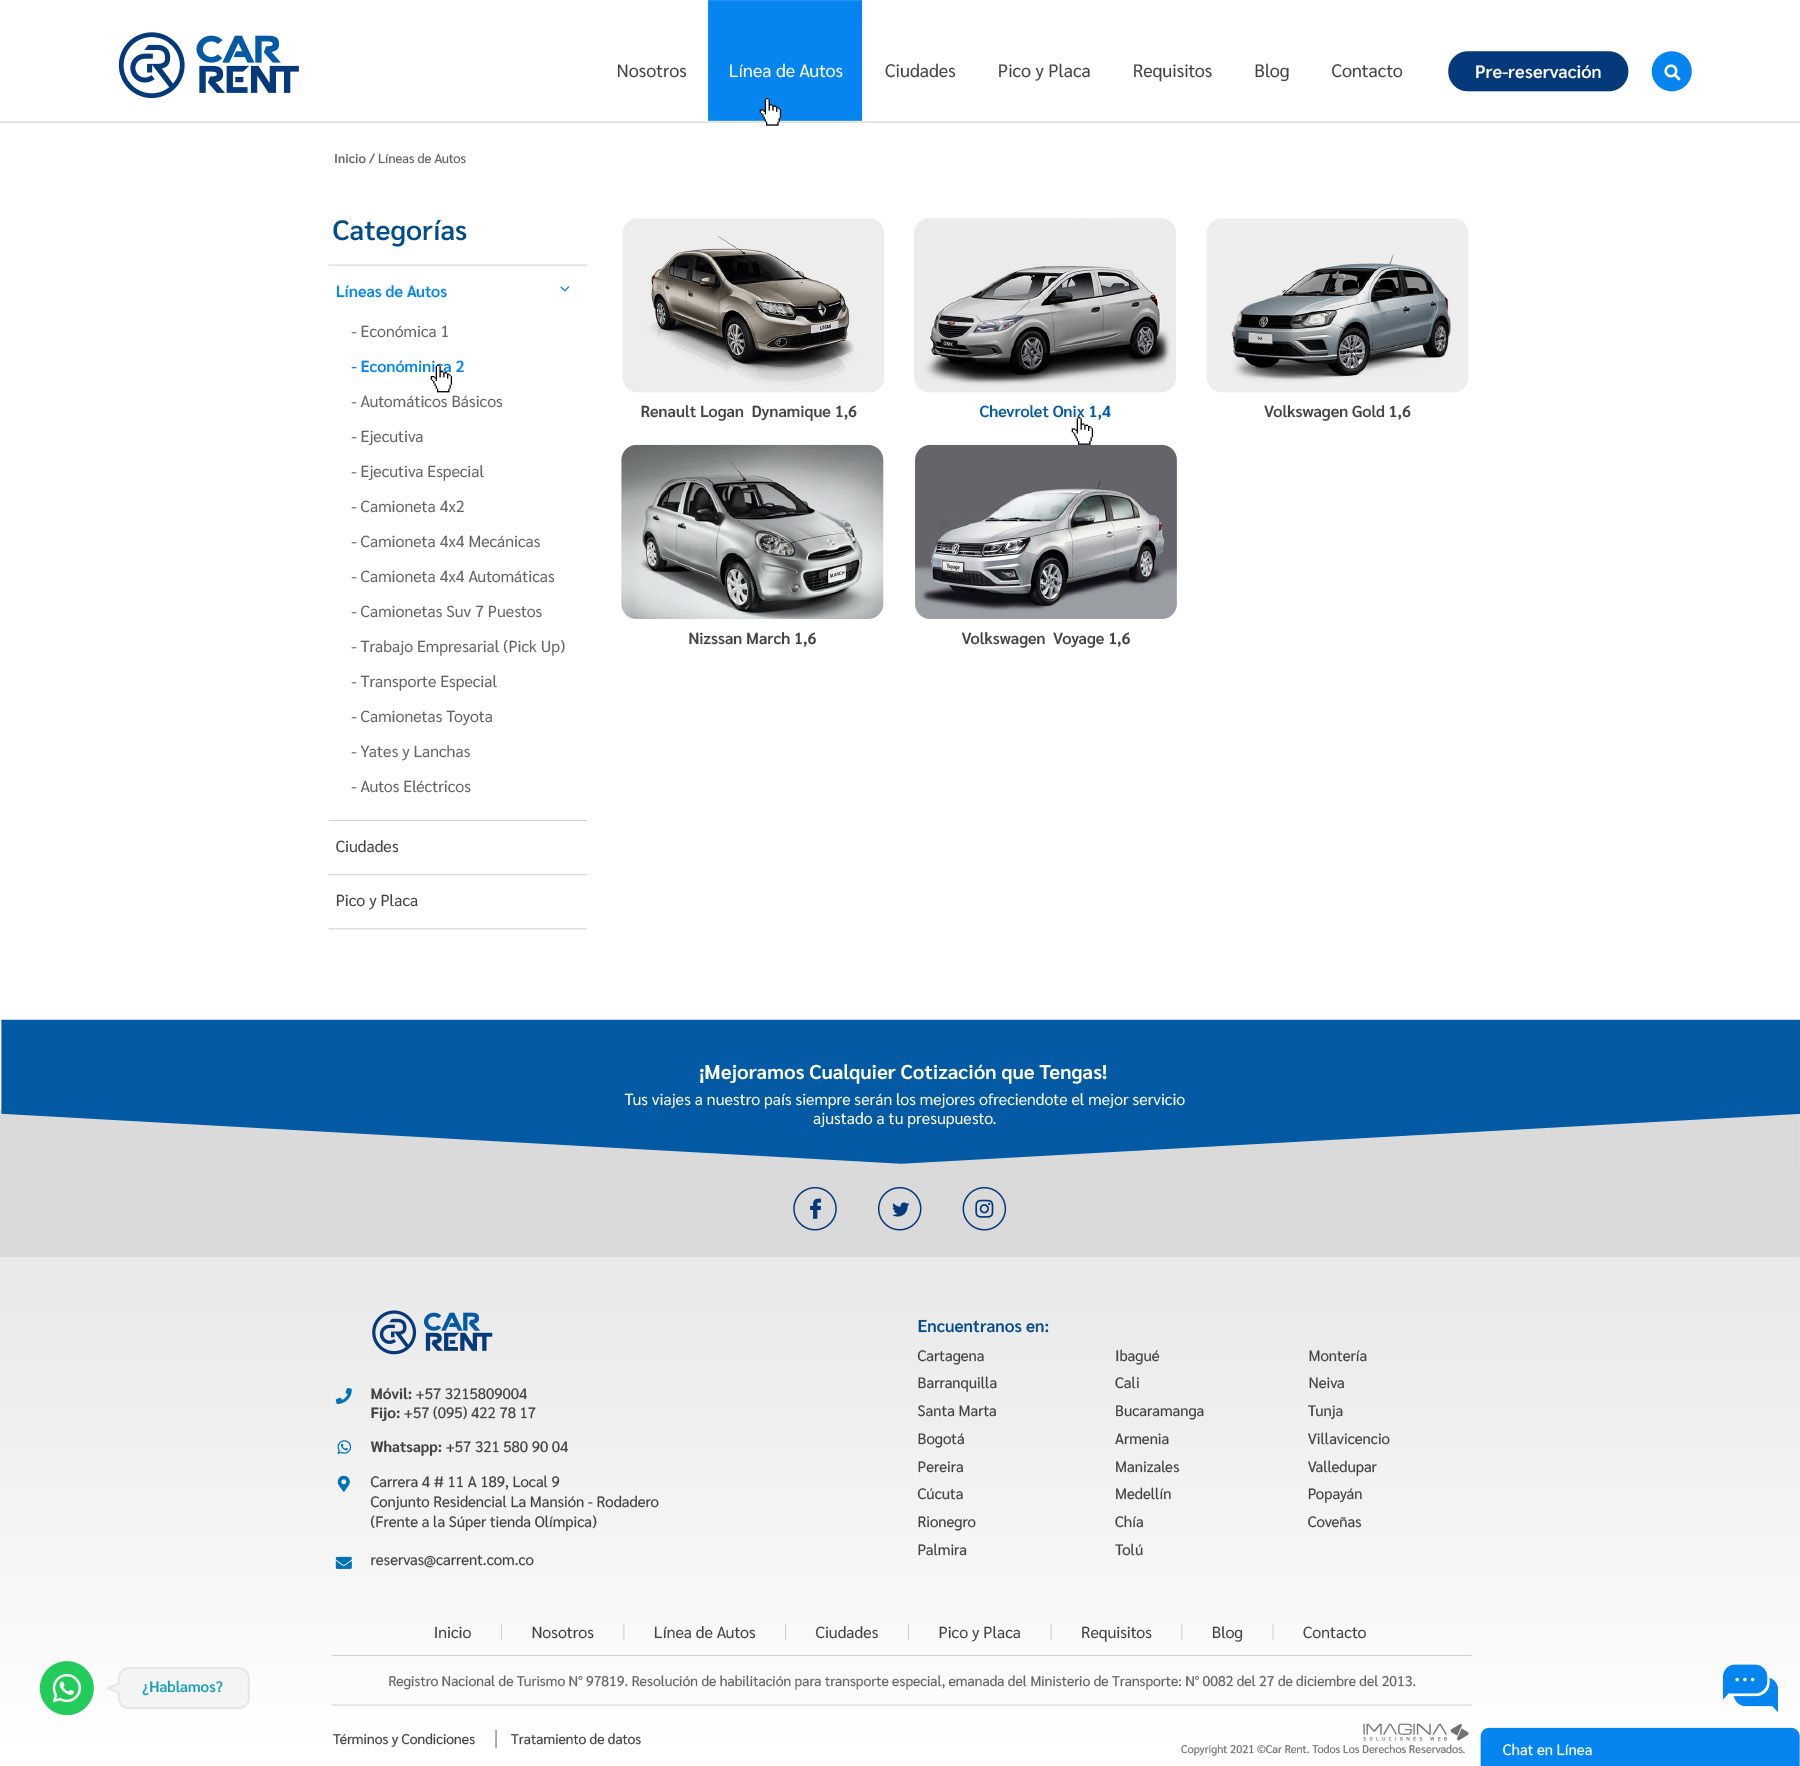 CAR
RENT
Nosotros
Línea de Autos
Ciudades
Pico y Placa
Requisitos
Blog
Contacto
Pre-reservación
Inicio / Líneas de Autos
Categorías
Líneas de Autos
- Económica 1
- Económinica 2
- Automáticos Básicos
- Ejecutiva
- Ejecutiva Especial
- Camioneta 4x2
- Camioneta 4x4 Mecánicas
- Camioneta 4x4 Automáticas
- Camionetas Suv 7 Puestos
- Trabajo Empresarial (Pick Up)
- Transporte Especial
- Camionetas Toyota
- Yates y Lanchas
- Autos Eléctricos
Ciudades
Pico y Placa
LOGAN
Renault Logan Dynamique 1,6
ONIX
Chevrolet Onix 1,4
Volkswagen Gold 1,6
MARCH
Nizssan March 1,6
Voyage
Volkswagen Voyage 1,6
¡Mejoramos Cualquier Cotización que Tengas!
Tus viajes a nuestro país siempre serán los mejores ofreciendote el mejor servicio
ajustado a tu presupuesto.
CAR
RENT
Móvil: +57 3215809004
Fijo: +57 (095) 422 78 17
Whatsapp: +57 321 580 90 04
Carrera 4 # 11 A 189, Local 9
Conjunto Residencial La Mansión - Rodadero
(Frente a la Súper tienda Olímpica)
reservas@carrent.com.co
Encuentranos en:
Cartagena
Barranquilla
Santa Marta
Bogotá
Pereira
Cúcuta
Rionegro
Palmira
Ibagué
Cali
Bucaramanga
Armenia
Manizales
Medellín
Chía
Tolú
Montería
Neiva
Tunja
Villavicencio
Valledupar
Popayán
Coveñas
Inicio
Nosotros
Línea de Autos
Ciudades
Pico y Placa
Requisitos
Blog
Contacto
Registro Nacional de Turismo N° 97819. Resolución de habilitación para transporte especial, emanada del Ministerio de Transporte: N° 0082 del 27 de diciembre del 2013.
¿Hablamos?
Términos y Condiciones
Tratamiento de datos
IMAGINA
SOLUCIONES WEB
Copyright 2021 ©Car Rent. Todos Los Derechos Reservados.
Chat en Línea